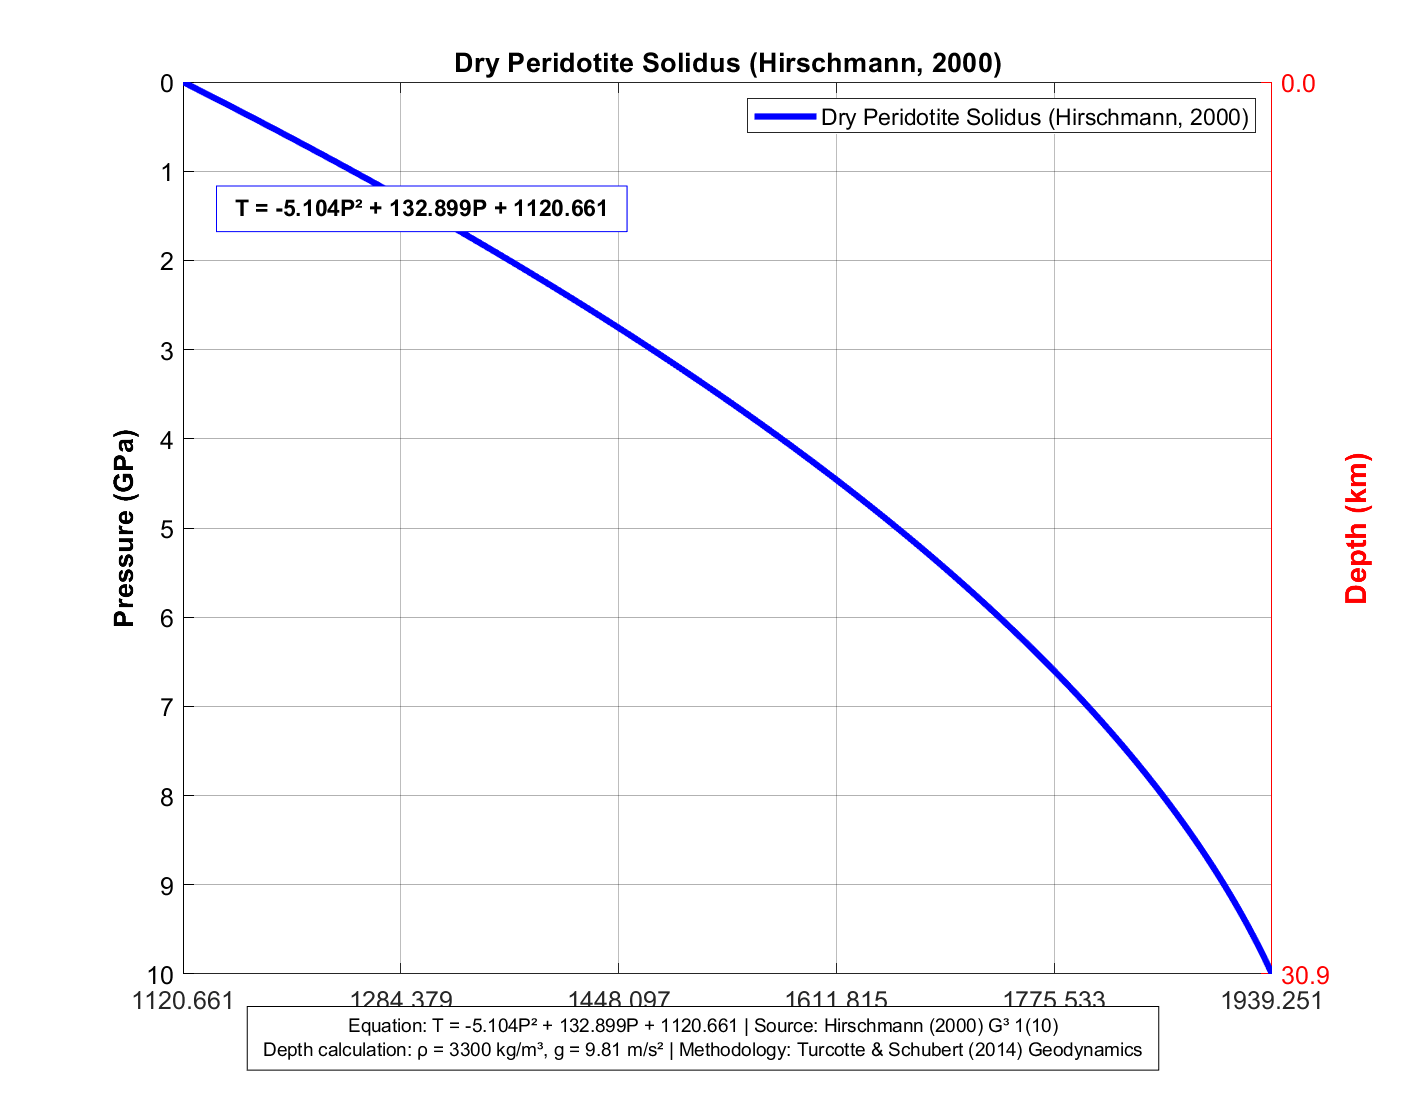 Dry Peridotite Solidus (Hirschmann, 2000)
Dry Peridotite Solidus (Hirschmann, 2000)
T = -5.104P² + 132.899P + 1120.661
Pressure (GPa)
0
1
2
3
4
5
6
7
8
9
10
0.0
30.9
Depth (km)
1120.661 1284.379 1448.097 1611.815 1775.533 1939.251
Equation: T = -5.104P² + 132.899P + 1120.661 | Source: Hirschmann (2000) G³ 1(10)
Depth calculation: ρ = 3300 kg/m³, g = 9.81 m/s² | Methodology: Turcotte & Schubert (2014) Geodynamics